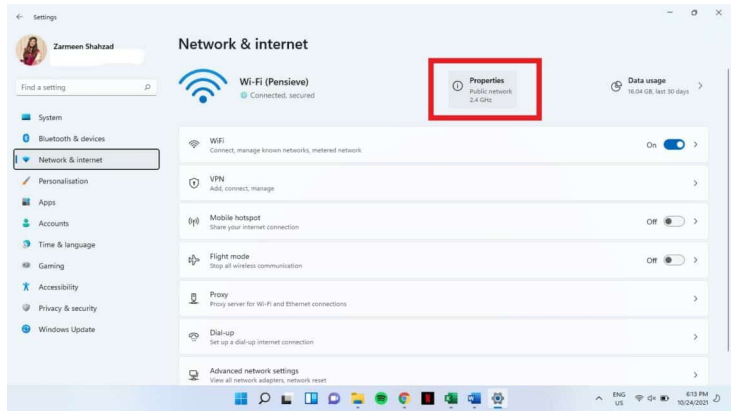 Settings
Zarmeen Shahzad
Find a setting
System
Bluetooth & devices
Network & internet
Personalisation
Apps
Accounts
Time & language
Gaming
Accessibility
Privacy & security
Windows Update
Network & internet
Wi-Fi (Pensieve)
Connected, secured
Properties
Public network
2.4 GHz
Data usage
16.04 GB, last 30 days
WiFi
Connect, manage known networks, metered network
On
VPN
Add, connect, manage
Mobile hotspot
Share your internet connection
Off
Flight mode
Stop all wireless communication
Off
Proxy
Proxy server for Wi-Fi and Ethernet connections
Dial-up
Set up a dial-up internet connection
Advanced network settings
View all network adapters, network reset
ENG
US
6:13 PM
10/24/2021